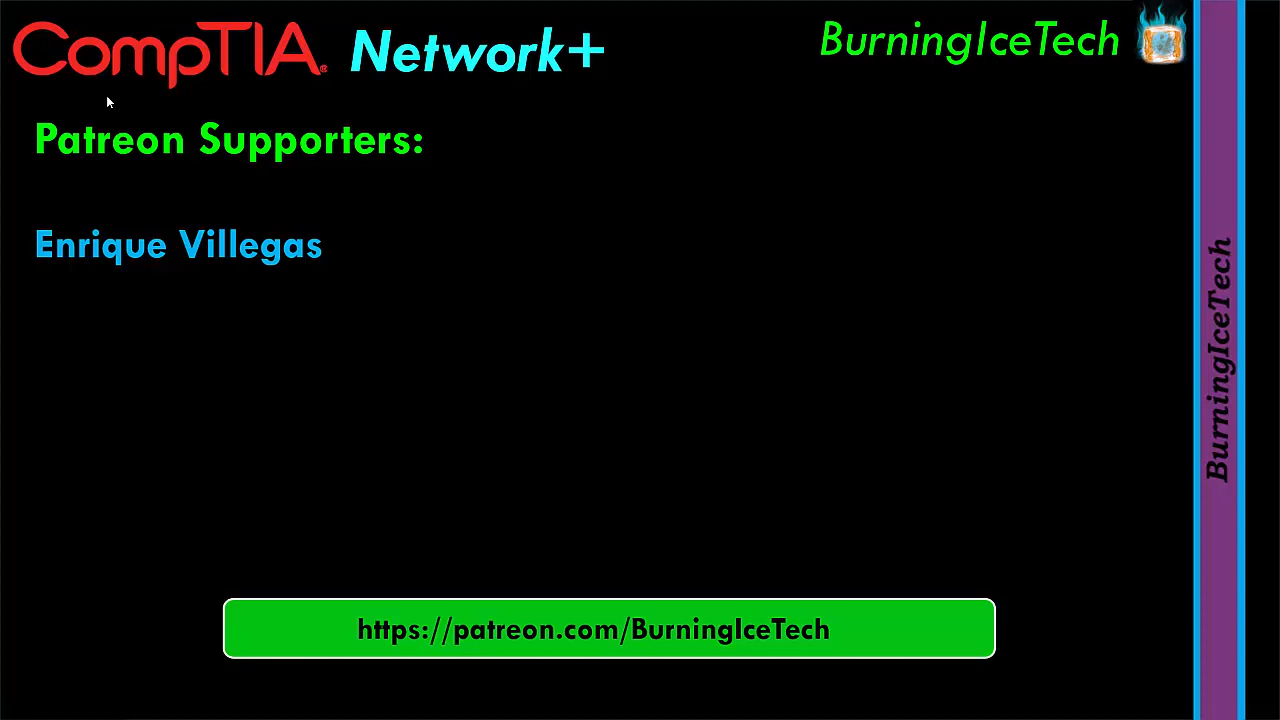 CompTIA® Network+
BurningIceTech
Patreon Supporters:
Enrique Villegas
https://patreon.com/BurningIceTech
BurningIceTech